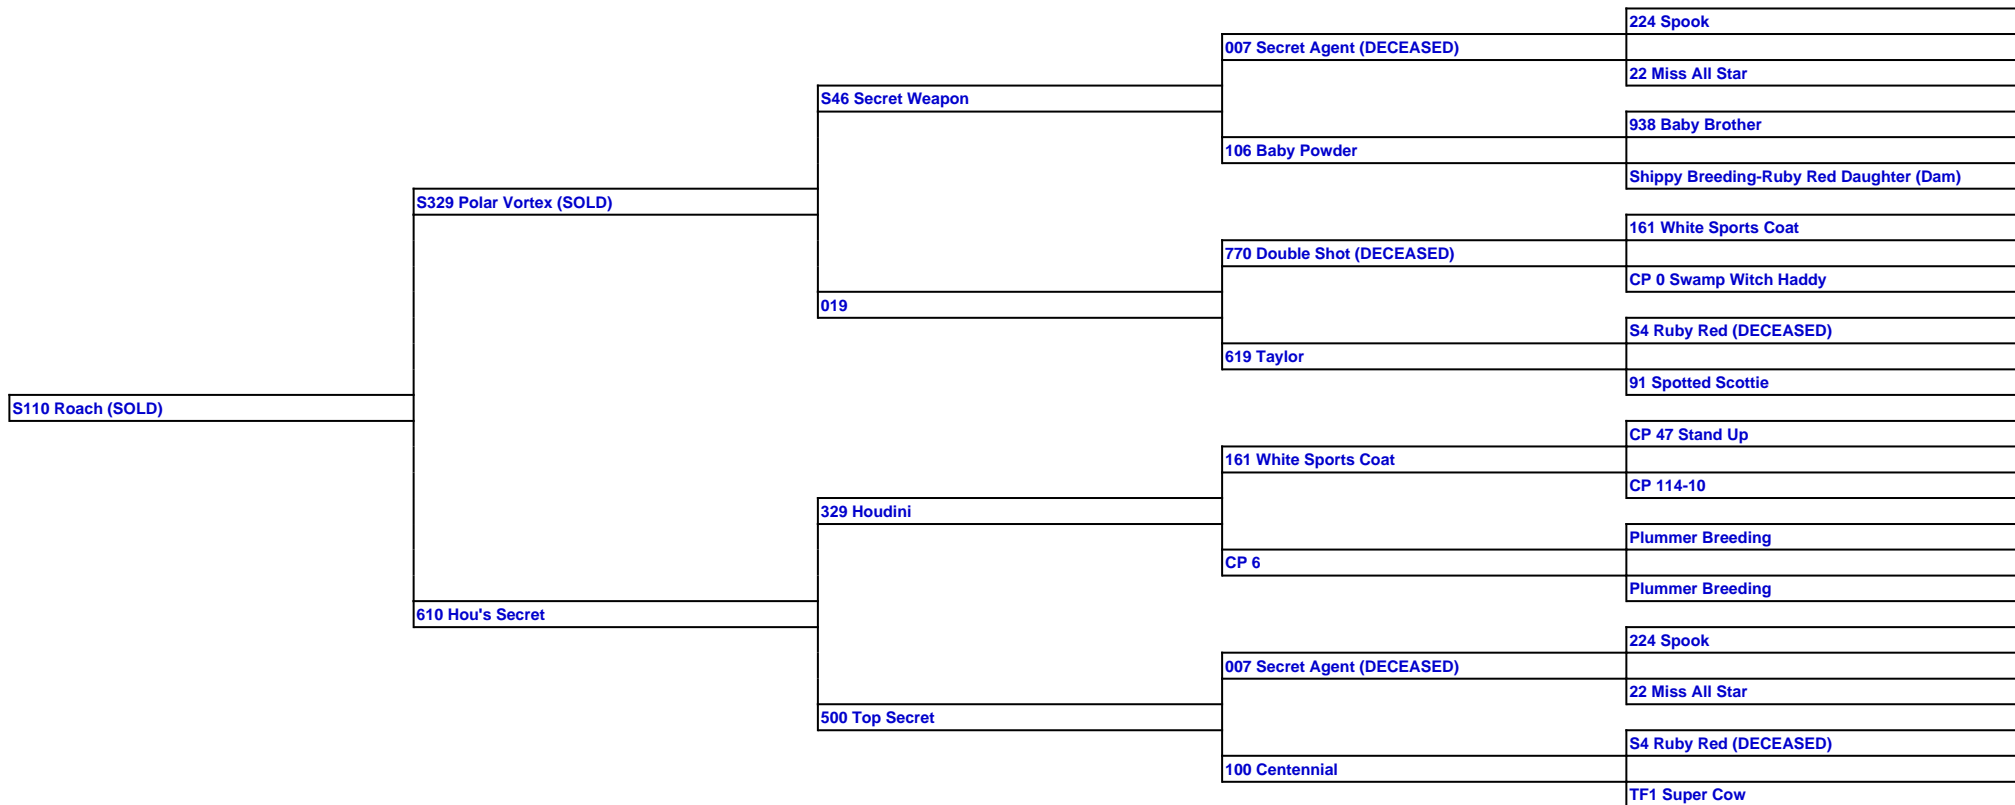 224 Spook
007 Secret Agent (DECEASED)
22 Miss All Star
S46 Secret Weapon
938 Baby Brother
106 Baby Powder
Shippy Breeding-Ruby Red Daughter (Dam)
S329 Polar Vortex (SOLD)
161 White Sports Coat
770 Double Shot (DECEASED)
CP 0 Swamp Witch Haddy
019
S4 Ruby Red (DECEASED)
619 Taylor
91 Spotted Scottie
S110 Roach (SOLD)
CP 47 Stand Up
161 White Sports Coat
CP 114-10
329 Houdini
Plummer Breeding
CP 6
Plummer Breeding
610 Hou's Secret
224 Spook
007 Secret Agent (DECEASED)
22 Miss All Star
500 Top Secret
S4 Ruby Red (DECEASED)
100 Centennial
TF1 Super Cow